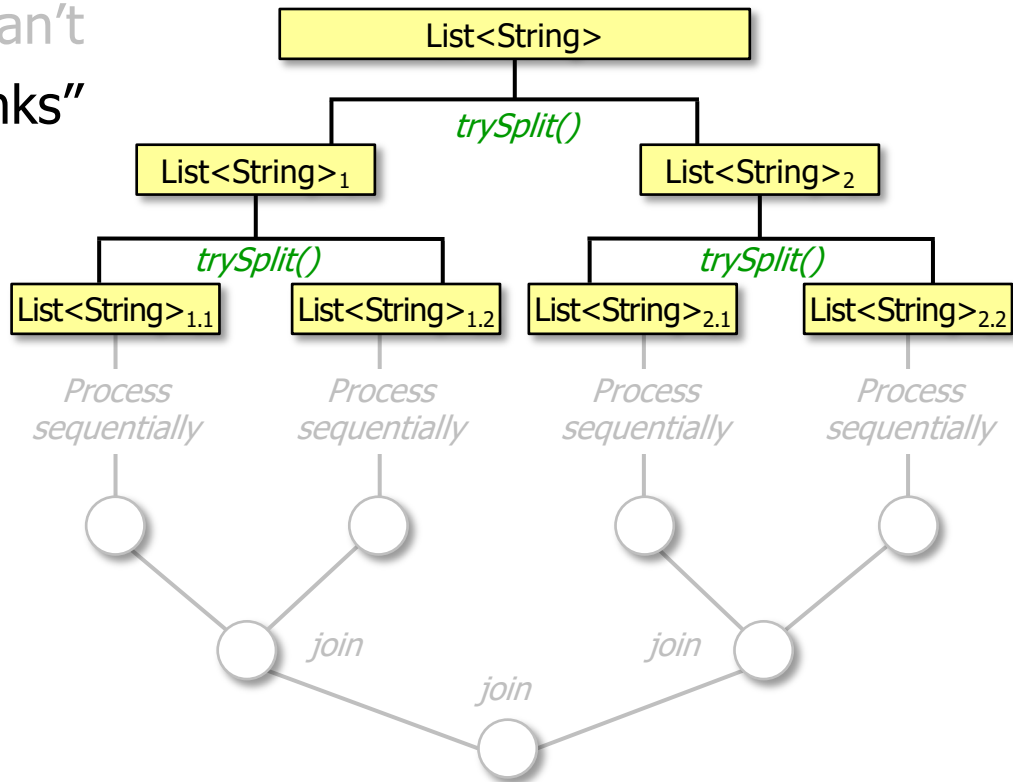 an't
nks"
List<String>
trySplit()
List<String>1 List<String>2
trySplit() trySplit()
List<String>1.1 List<String>1.2 List<String>2.1 List<String>2.2
Process Process Process Process
sequentially sequentially sequentially sequentially
join join
join